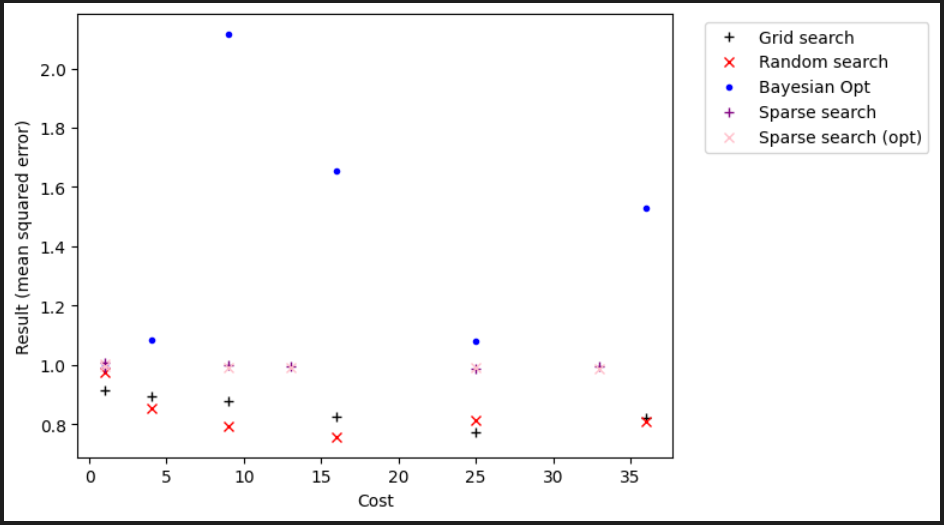 Grid search
Random search
Bayesian Opt
Sparse search
Sparse search (opt)
Result (mean squared error)
2.0
1.8
1.6
1.4
1.2
1.0
0.8
0 5 10 15 20 25 30 35
Cost